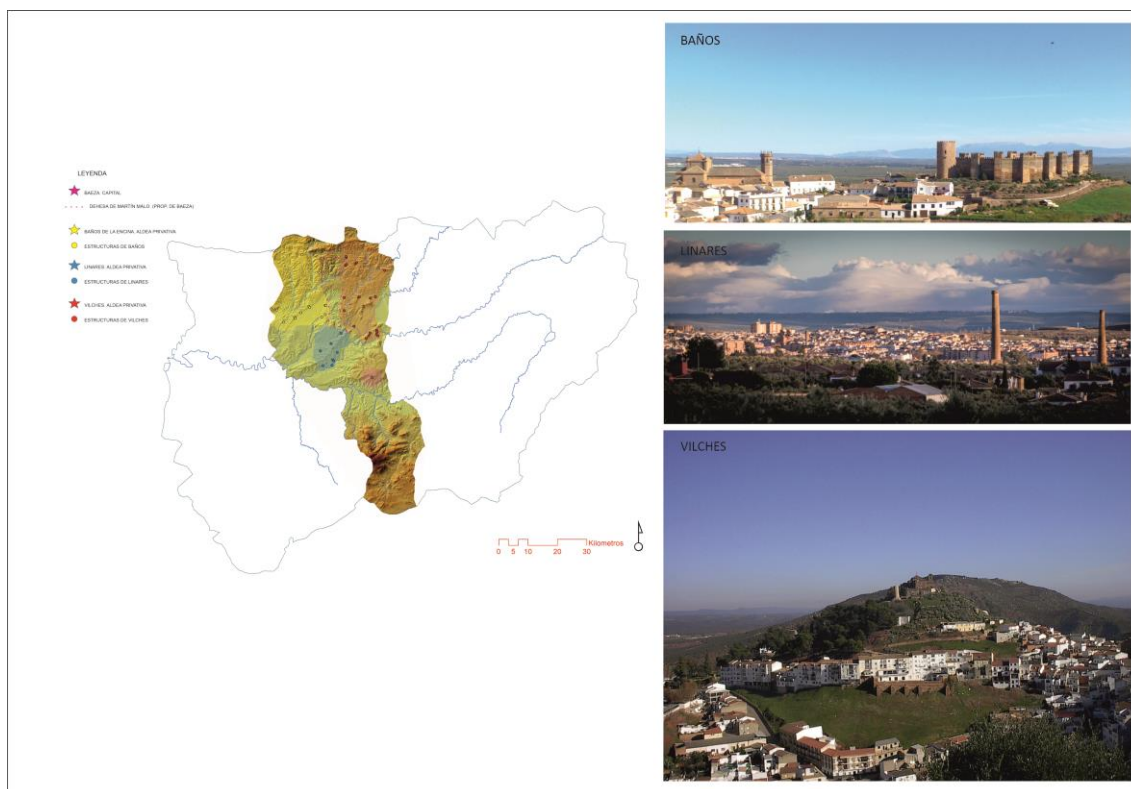 LEYENDA
BAEZA. CAPITAL
DEHESA DE MARTÍN MALO (PROP. DE BAEZA)
BAÑOS DE LA ENCINA. ALDEA PRIVATIVA
ESTRUCTURAS DE BAÑOS
LINARES. ALDEA PRIVATIVA
ESTRUCTURAS DE LINARES
VILCHES. ALDEA PRIVATIVA
ESTRUCTURAS DE VILCHES
Kilometros
0 5 10 20 30
BAÑOS
LINARES
VILCHES